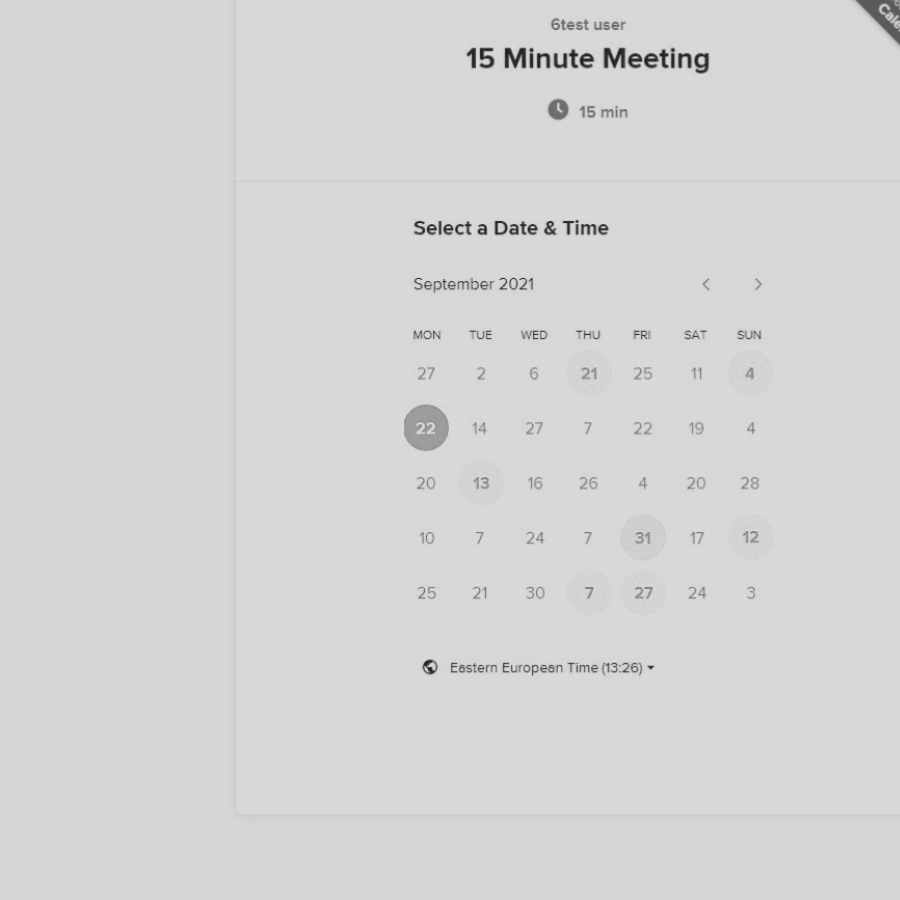 6test user
15 Minute Meeting
15 min
Select a Date & Time
September 2021
MON TUE WED THU FRI SAT SUN
27 2 6 21 25 11 4
22 14 27 7 22 19 4
20 13 16 26 4 20 28
10 7 24 7 31 17 12
25 21 30 7 27 24 3
Eastern European Time (13:26)